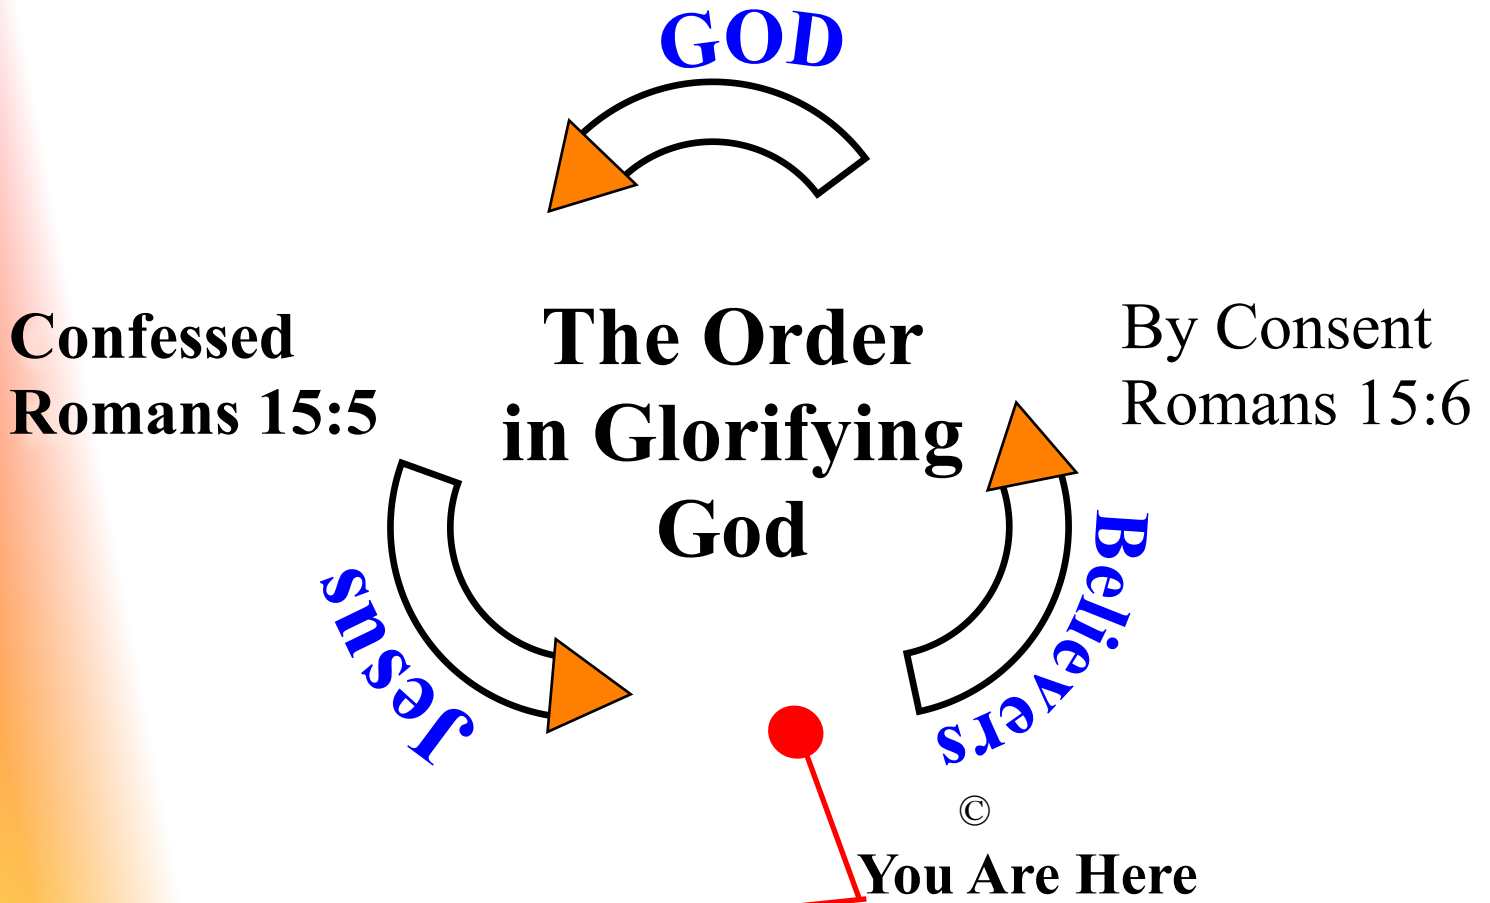 GOD
Confessed
Romans 15:5
The Order
in Glorifying
God
By Consent
Romans 15:6
Jesus
Believers
©
You Are Here